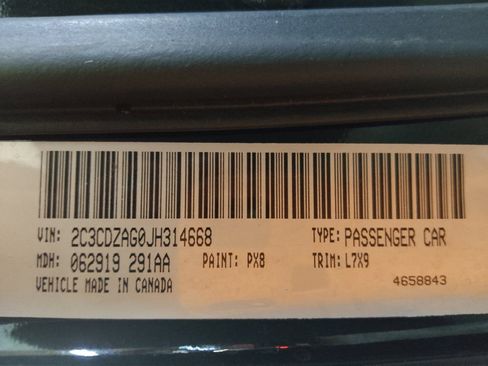 VIN: 2C3CDZAG0JH314668 TYPE: PASSENGER CAR
MDH: 062919 291AA PAINT: PX8 TRIM: L7X9
VEHICLE MADE IN CANADA 4658843